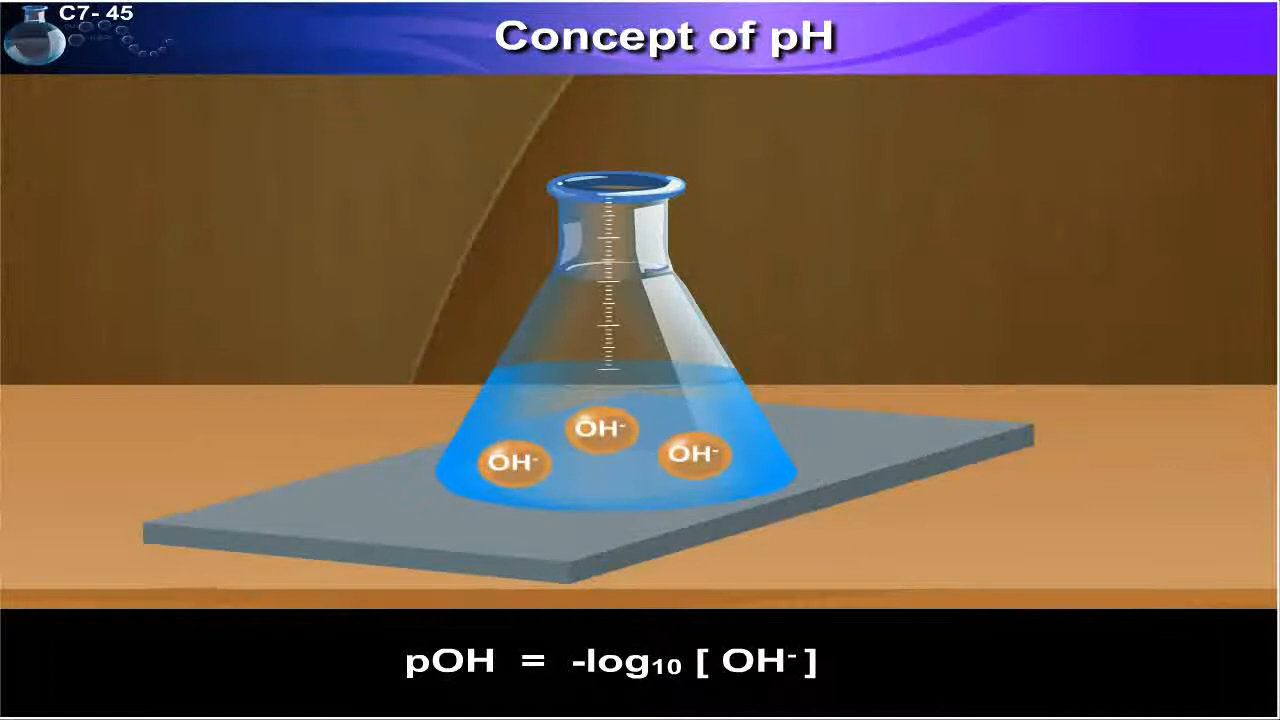 C7- 45
Concept of pH
OH⁻
OH⁻
OH⁻
pOH = -log₁₀ [ OH⁻ ]